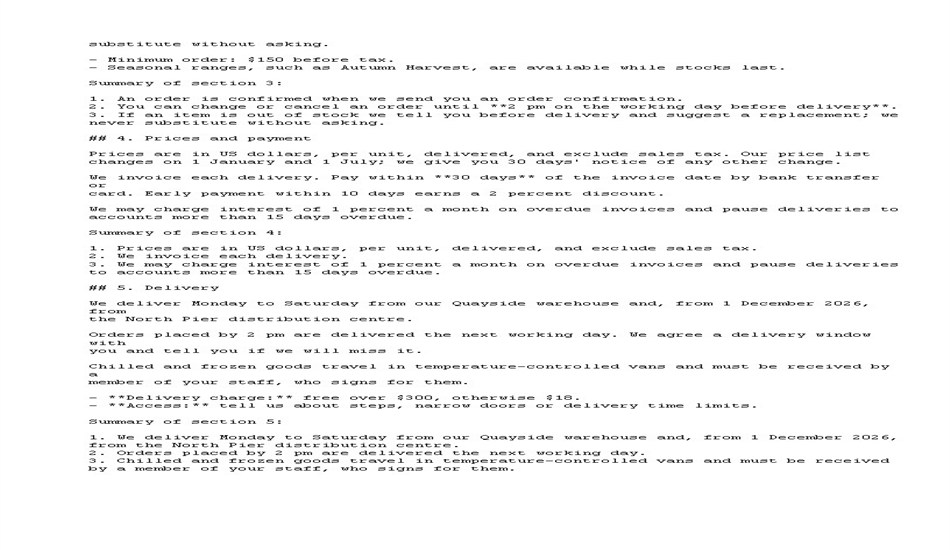 substitute without asking.
- Minimum order: $150 before tax.
- Seasonal ranges, such as Autumn Harvest, are available while stocks last.
Summary of section 3:
1. An order is confirmed when we send you an order confirmation.
2. You can change or cancel an order until **2 pm on the working day before delivery**.
3. If an item is out of stock we tell you before delivery and suggest a replacement; we
never substitute without asking.
## 4. Prices and payment
Prices are in US dollars, per unit, delivered, and exclude sales tax. Our price list
changes on 1 January and 1 July; we give you 30 days' notice of any other change.
We invoice each delivery. Pay within **30 days** of the invoice date by bank transfer
or
card. Early payment within 10 days earns a 2 percent discount.
We may charge interest of 1 percent a month on overdue invoices and pause deliveries to
accounts more than 15 days overdue.
Summary of section 4:
1. Prices are in US dollars, per unit, delivered, and exclude sales tax.
2. We invoice each delivery.
3. We may charge interest of 1 percent a month on overdue invoices and pause deliveries
to accounts more than 15 days overdue.
## 5. Delivery
We deliver Monday to Saturday from our Quayside warehouse and, from 1 December 2026,
from
the North Pier distribution centre.
Orders placed by 2 pm are delivered the next working day. We agree a delivery window
with
you and tell you if we will miss it.
Chilled and frozen goods travel in temperature-controlled vans and must be received by
a
member of your staff, who signs for them.
- **Delivery charge:** free over $300, otherwise $18.
- **Access:** tell us about steps, narrow doors or delivery time limits.
Summary of section 5:
1. We deliver Monday to Saturday from our Quayside warehouse and, from 1 December 2026,
from the North Pier distribution centre.
2. Orders placed by 2 pm are delivered the next working day.
3. Chilled and frozen goods travel in temperature-controlled vans and must be received
by a member of your staff, who signs for them.